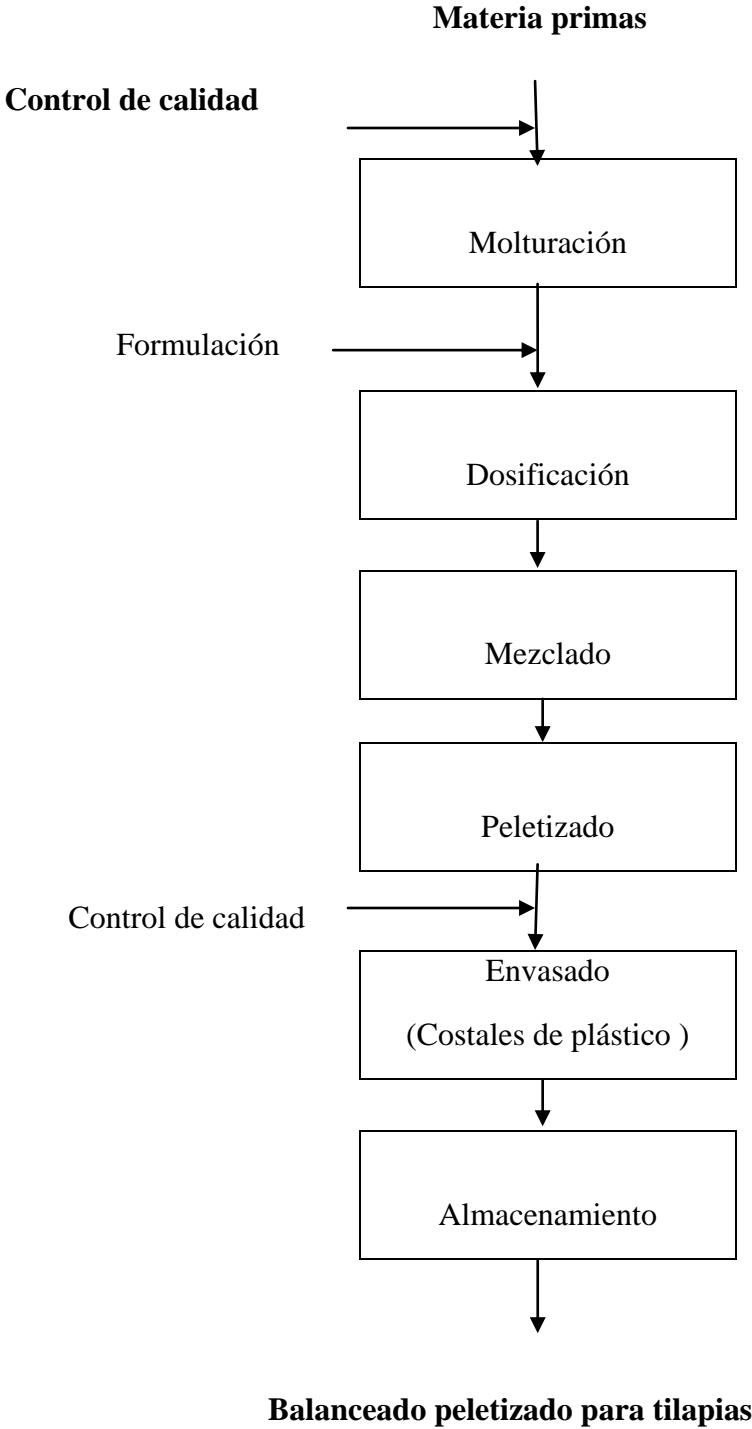 Materia primas
Control de calidad
Molturación
Formulación
Dosificación
Mezclado
Peletizado
Control de calidad
Envasado
(Costales de plástico )
Almacenamiento
Balanceado peletizado para tilapias